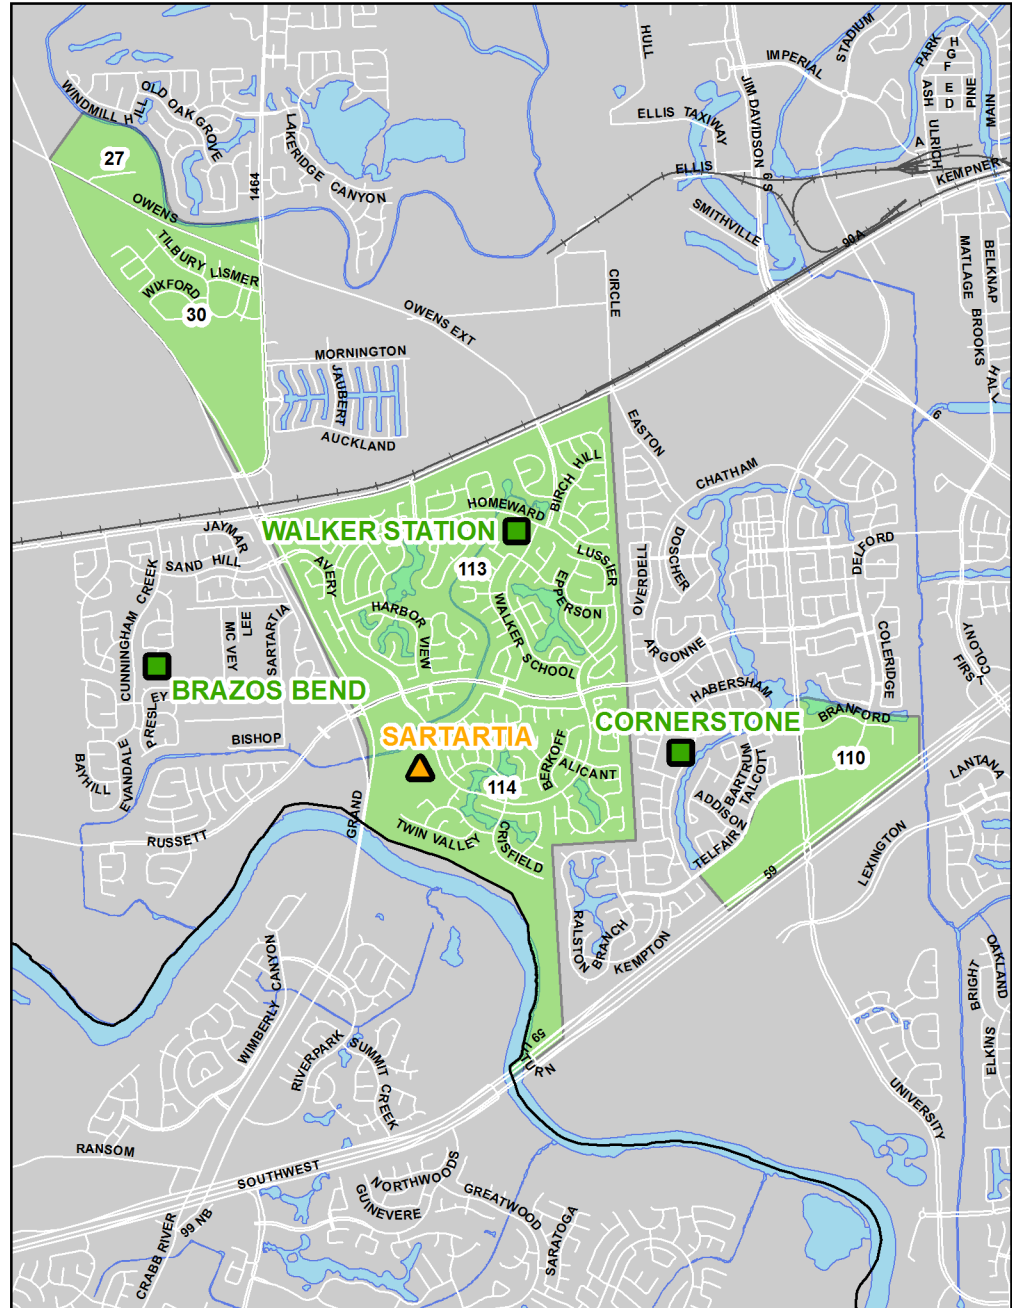 HULL
IMPERIAL
STADIUM
PARK
H
G
F
E
D
PINE
MAIN
ASH
ULRICH
A
KEMPNER
WINDMILL HILL
OLD OAK GROVE
LAKERIDGE CANYON
1464
ELLIS TAXIWAY
JIM DAVIDSON
6 S
ELLIS
SMITHVILLE
90A
27
OWENS
TILBURY
LISMER
WIXFORD
30
CIRCLE
OWENS EXT
MATLAGE
BELKNAP
BROOKS
HALL
6
MORNINGTON
JAUBERT
AUCKLAND
EASTON
CHATHAM
BIRCH HILL
HOMEWARD
WALKER STATION
JAYMAR
SAND HILL
AVERY
113
LUSSIER
EPPERSON
DOSCHER
OVERDELL
DELFORD
CUNNINGHAM CREEK
LEE
MC VEY
SARTARTIA
HARBOR VIEW
WALKER SCHOOL
ARGONNE
COLERIDGE
FIRST COLONY
BRAZOS BEND
PRESLEY
HABERSHAM
BRANFORD
SARTARTIA
CORNERSTONE
BISHOP
BAYHILL
EVANDALE
BERKOFF
ALICANT
114
BARTRUM
TALCOTT
ADDISON
110
LANTANA
RUSSETT
GRAND
TWIN VALLEY
CRISFIELD
TELFAIR
59
LEXINGTON
RALSTON
BRANCH
KEMPTON
WIMBERLY CANYON
OAKLAND
BRIGHT
ELKINS
RIVERPARK
SUMMIT CREEK
59
U TURN
UNIVERSITY
RANSOM
SOUTHWEST
NORTHWOODS
GUINEVERE
GREATWOOD
SARATOGA
CRABB RIVER
99 NB